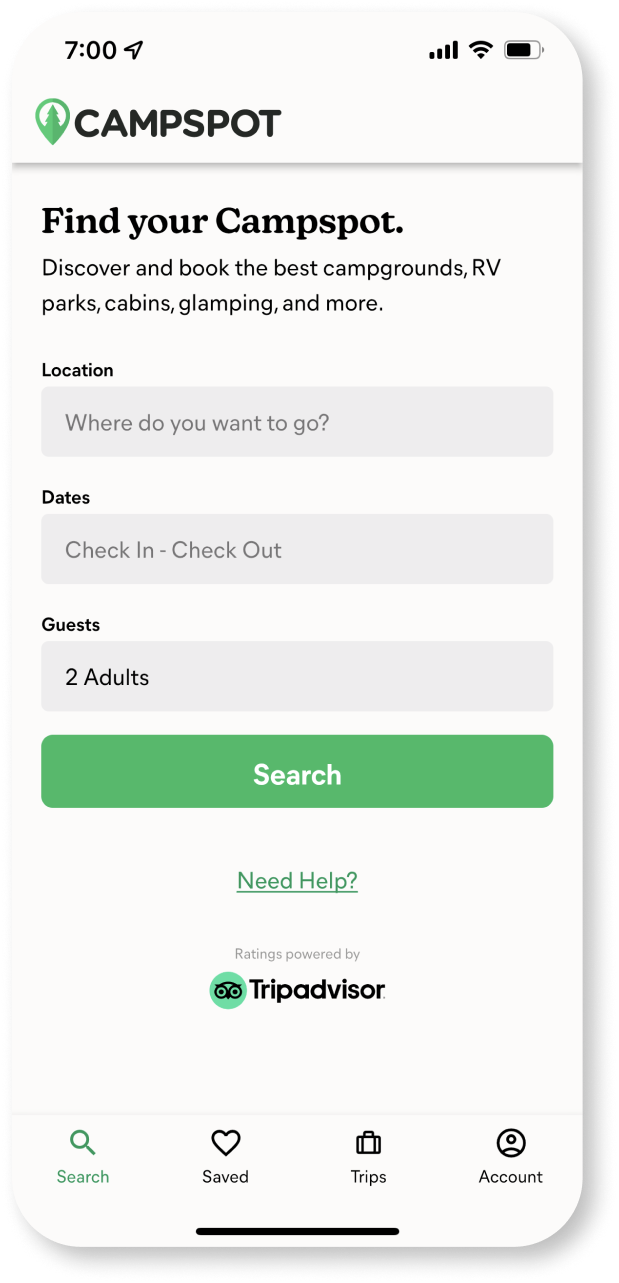 7:00
CAMPSPOT
Find your Campspot.
Discover and book the best campgrounds, RV
parks, cabins, glamping, and more.
Location
Where do you want to go?
Dates
Check In - Check Out
Guests
2 Adults
Search
Need Help?
Ratings powered by
Tripadvisor
Search Saved Trips Account